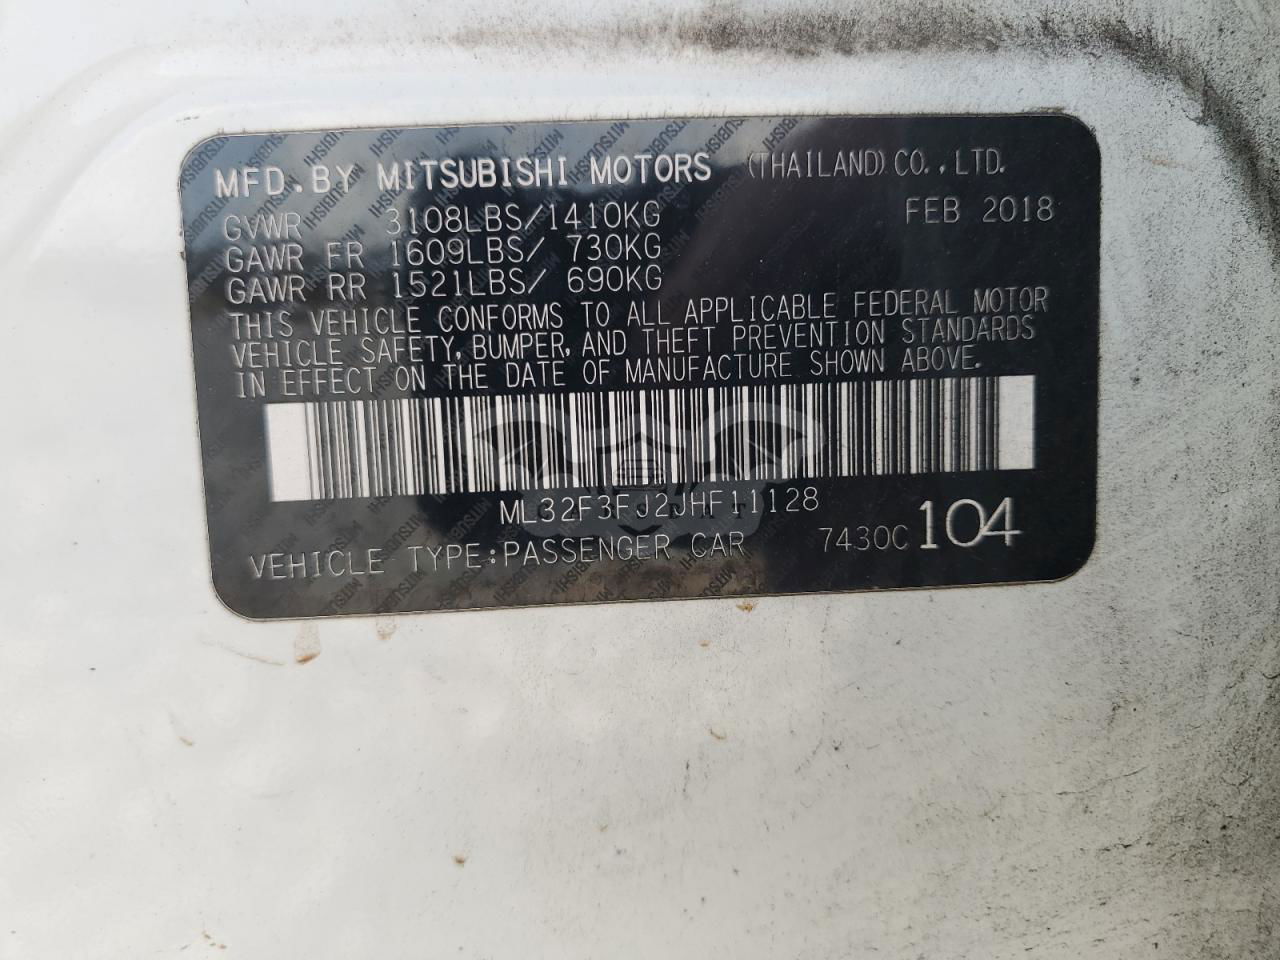 MFD.BY MITSUBISHI MOTORS (THAILAND) CO.,LTD.
GVWR 3108LBS/1410KG FEB 2018
GAWR FR 1609LBS/ 730KG
GAWR RR 1521LBS/ 690KG
THIS VEHICLE CONFORMS TO ALL APPLICABLE FEDERAL MOTOR
VEHICLE SAFETY, BUMPER, AND THEFT PREVENTION STANDARDS
IN EFFECT ON THE DATE OF MANUFACTURE SHOWN ABOVE.
ML32F3FJ2JHF11128
VEHICLE TYPE:PASSENGER CAR 7430C 104